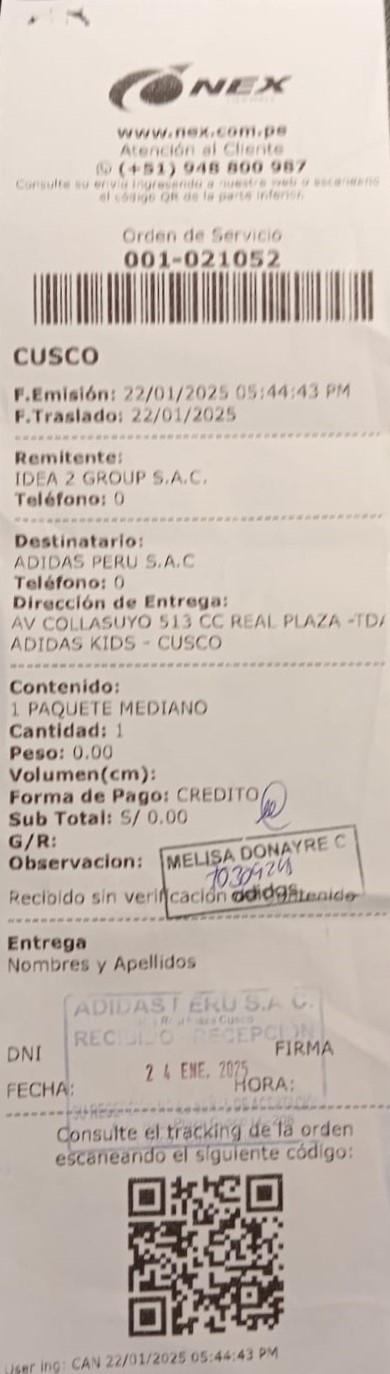 NEX
www.nex.com.pe
Atención al Cliente
(+51) 948 800 987
Consulte su envío ingresando a nuestra web o escaneando
el código QR de la parte inferior.
Orden de Servicio
001-021052
CUSCO
F.Emisión: 22/01/2025 05:44:43 PM
F.Traslado: 22/01/2025
Remitente:
IDEA 2 GROUP S.A.C.
Teléfono: 0
Destinatario:
ADIDAS PERU S.A.C
Teléfono: 0
Dirección de Entrega:
AV COLLASUYO 513 CC REAL PLAZA -TDA
ADIDAS KIDS - CUSCO
Contenido:
1 PAQUETE MEDIANO
Cantidad: 1
Peso: 0.00
Volumen(cm):
Forma de Pago: CREDITO
Sub Total: S/ 0.00
G/R:
Observacion:
MELISA DONAYRE C
adidas
Recibido sin verificación contenido
Entrega
Nombres y Apellidos
ADIDAS PERU S.A.C.
RECEPCIÓN
24 ENE. 2025
DNI FIRMA
FECHA: HORA:
Consulte el tracking de la orden
escaneando el siguiente código:
User ing: CAN 22/01/2025 05:44:43 PM